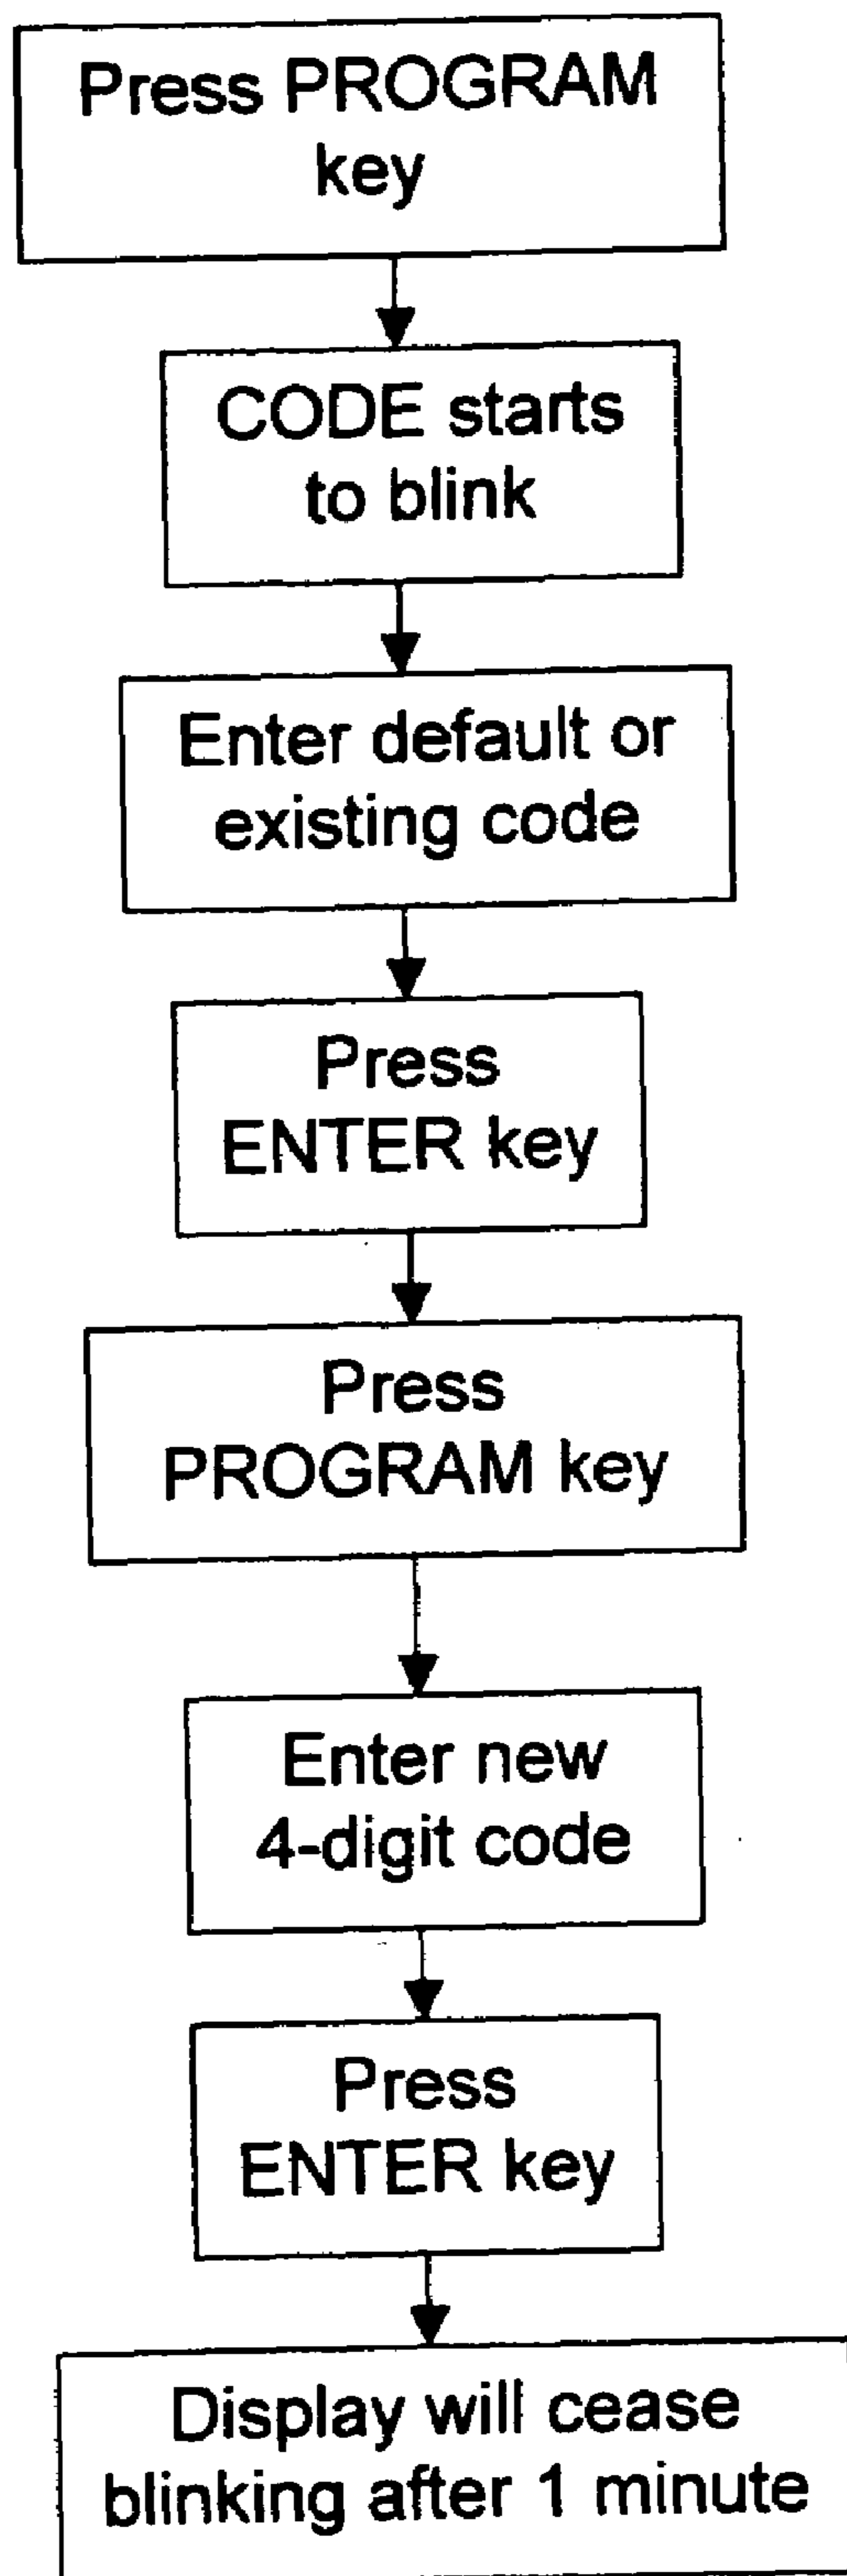 Press PROGRAM
key
CODE starts
to blink
Enter default or
existing code
Press
ENTER key
Press
PROGRAM key
Enter new
4-digit code
Press
ENTER key
Display will cease
blinking after 1 minute